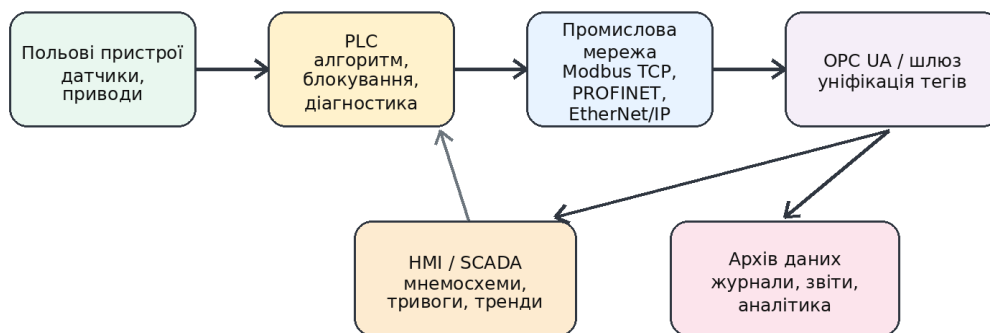 Польові пристрої
датчики,
приводи
PLC
алгоритм,
блокування,
діагностика
Промислова
мережа
Modbus TCP,
PROFINET,
EtherNet/IP
OPC UA / шлюз
уніфікація тегів
HMI / SCADA
мнемосхеми,
тривоги, тренди
Архів даних
журнали, звіти,
аналітика